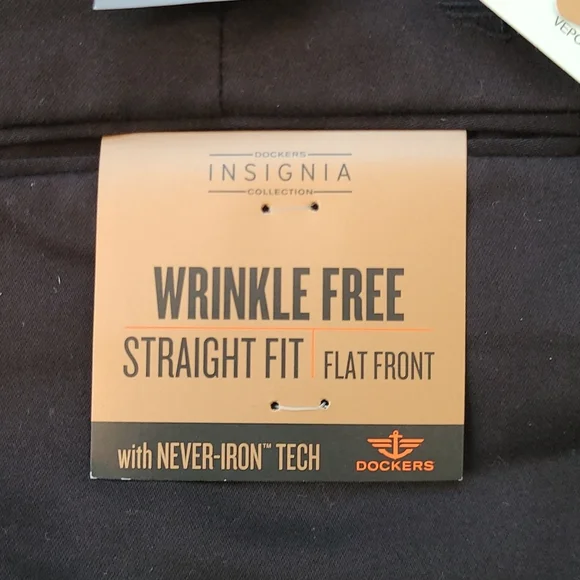 DOCKERS
INSIGNIA
COLLECTION
WRINKLE FREE
STRAIGHT FIT FLAT FRONT
with NEVER-IRON™ TECH
DOCKERS